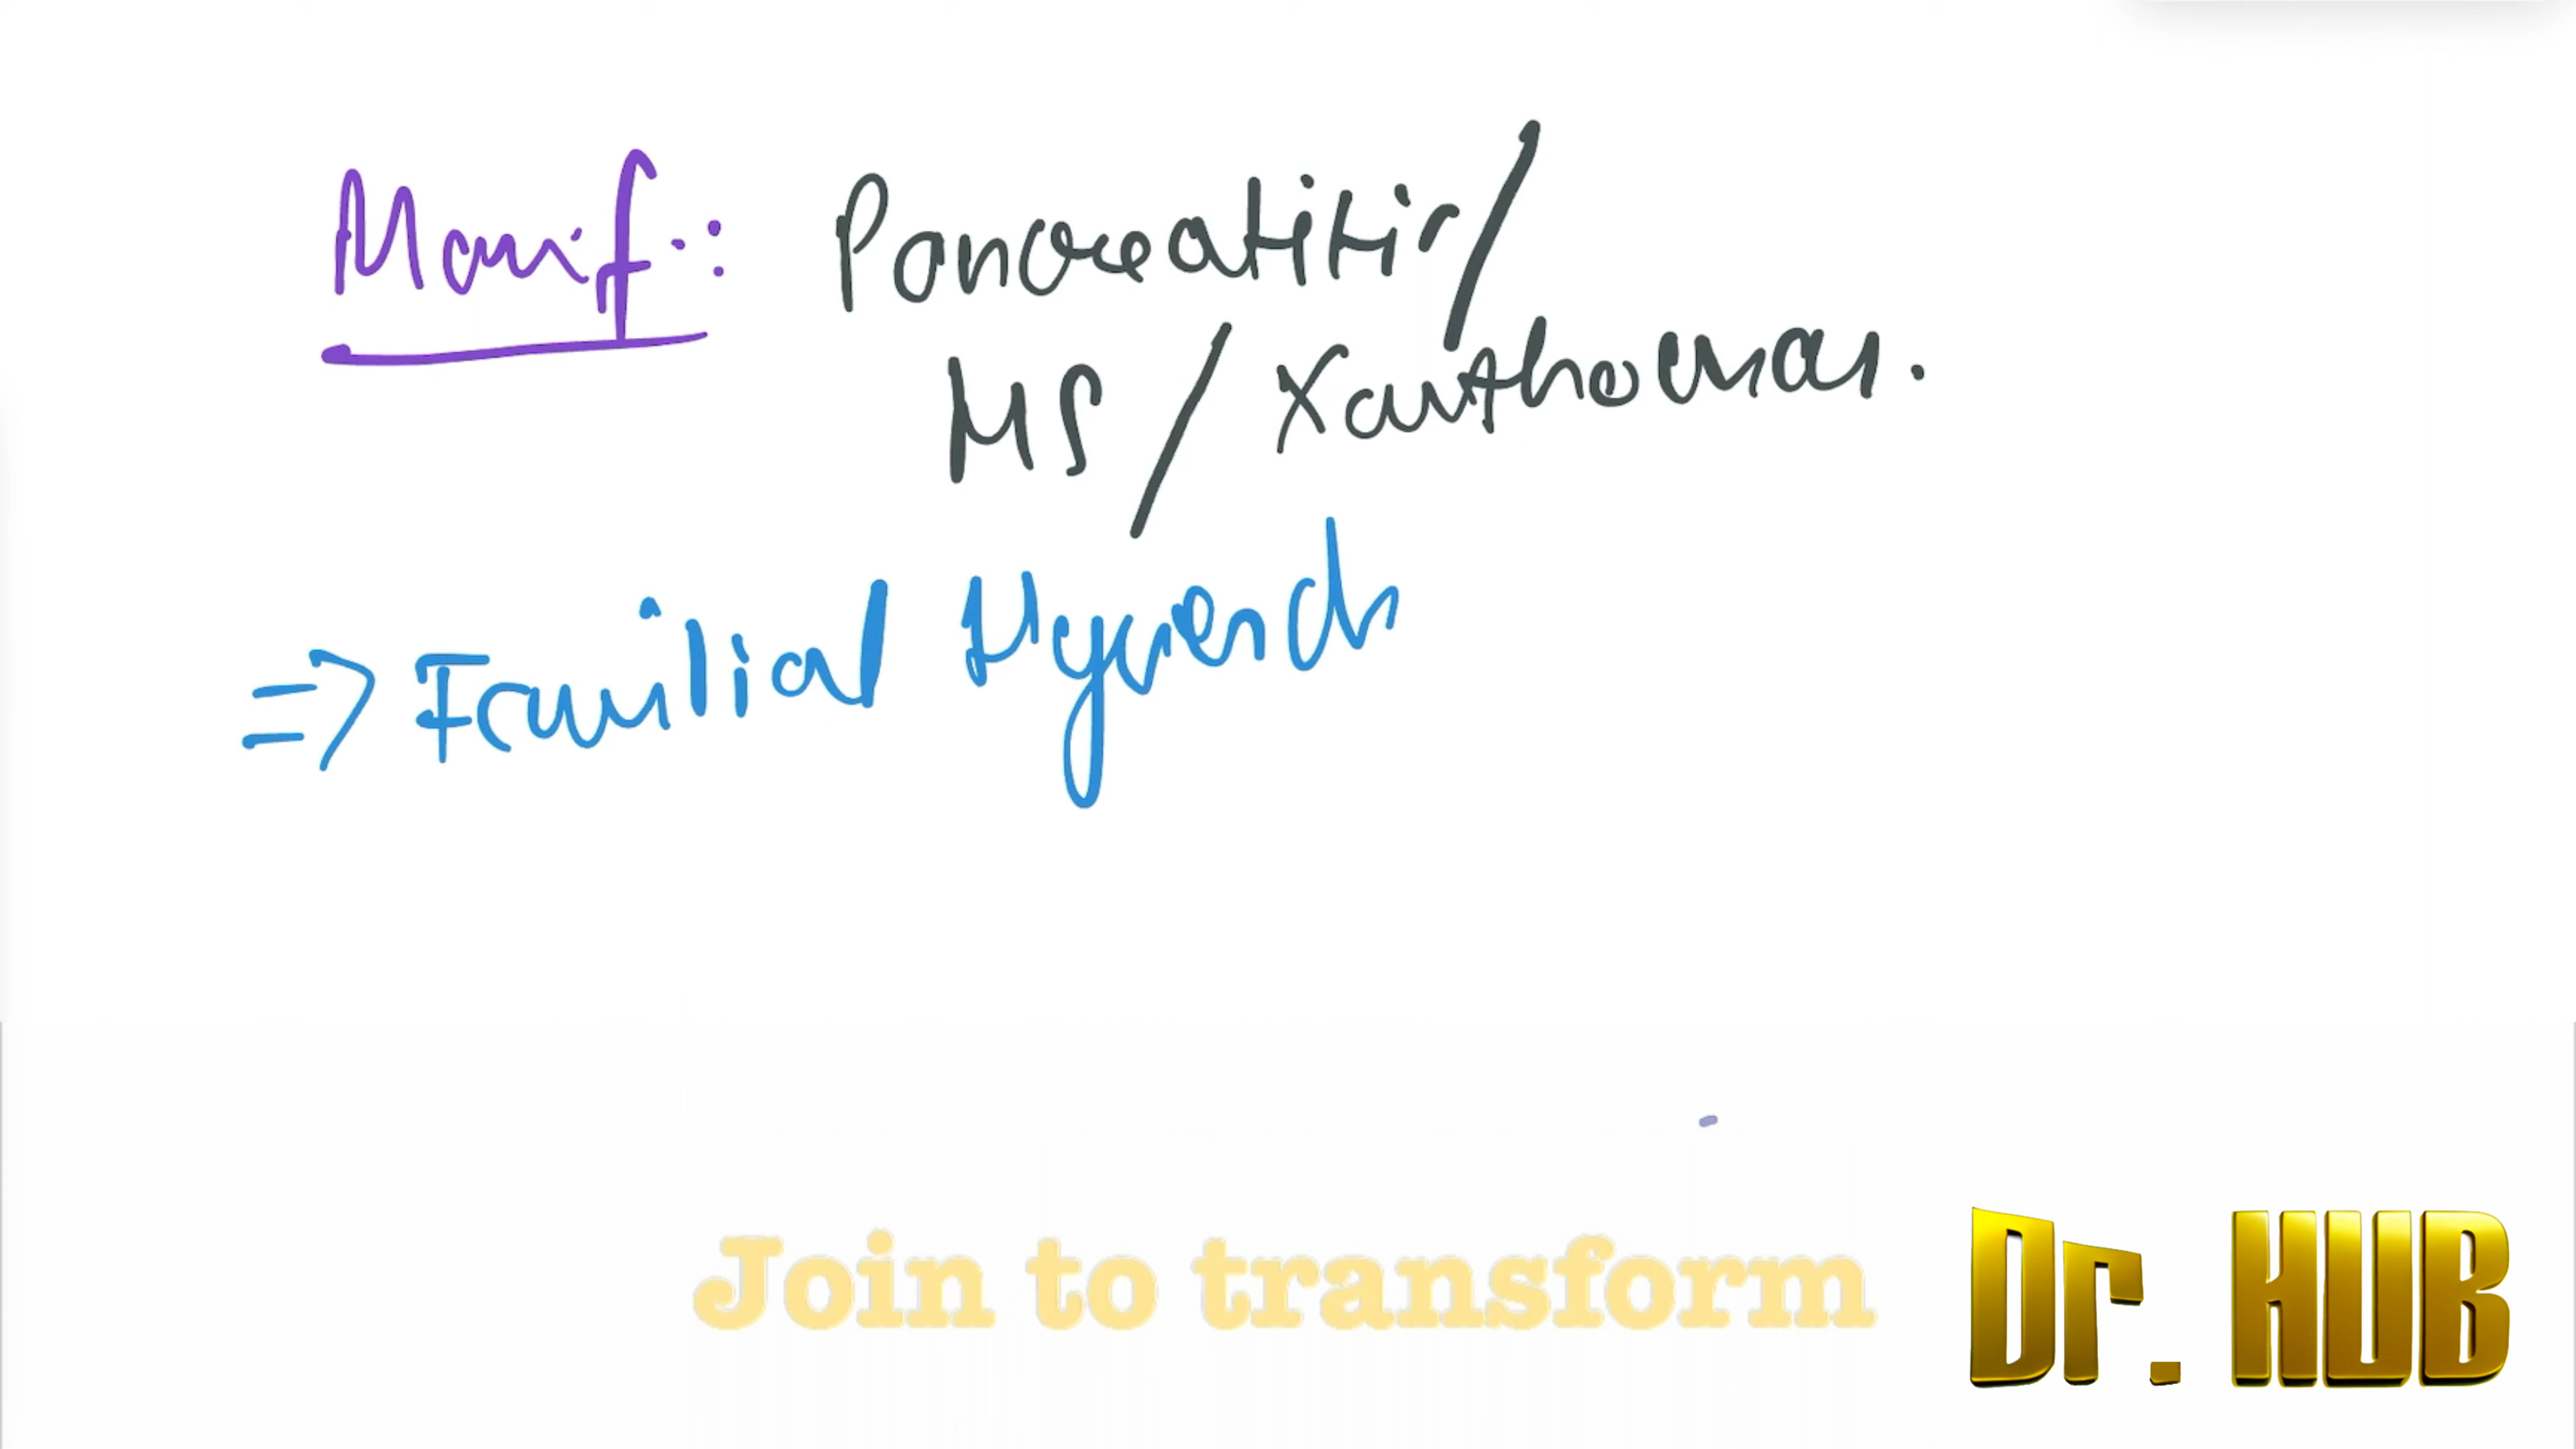 Manif.: Pancreatitis/
MS / Xanthomas.
=> Familial Hyperch
Join to transform
Dr. HUB